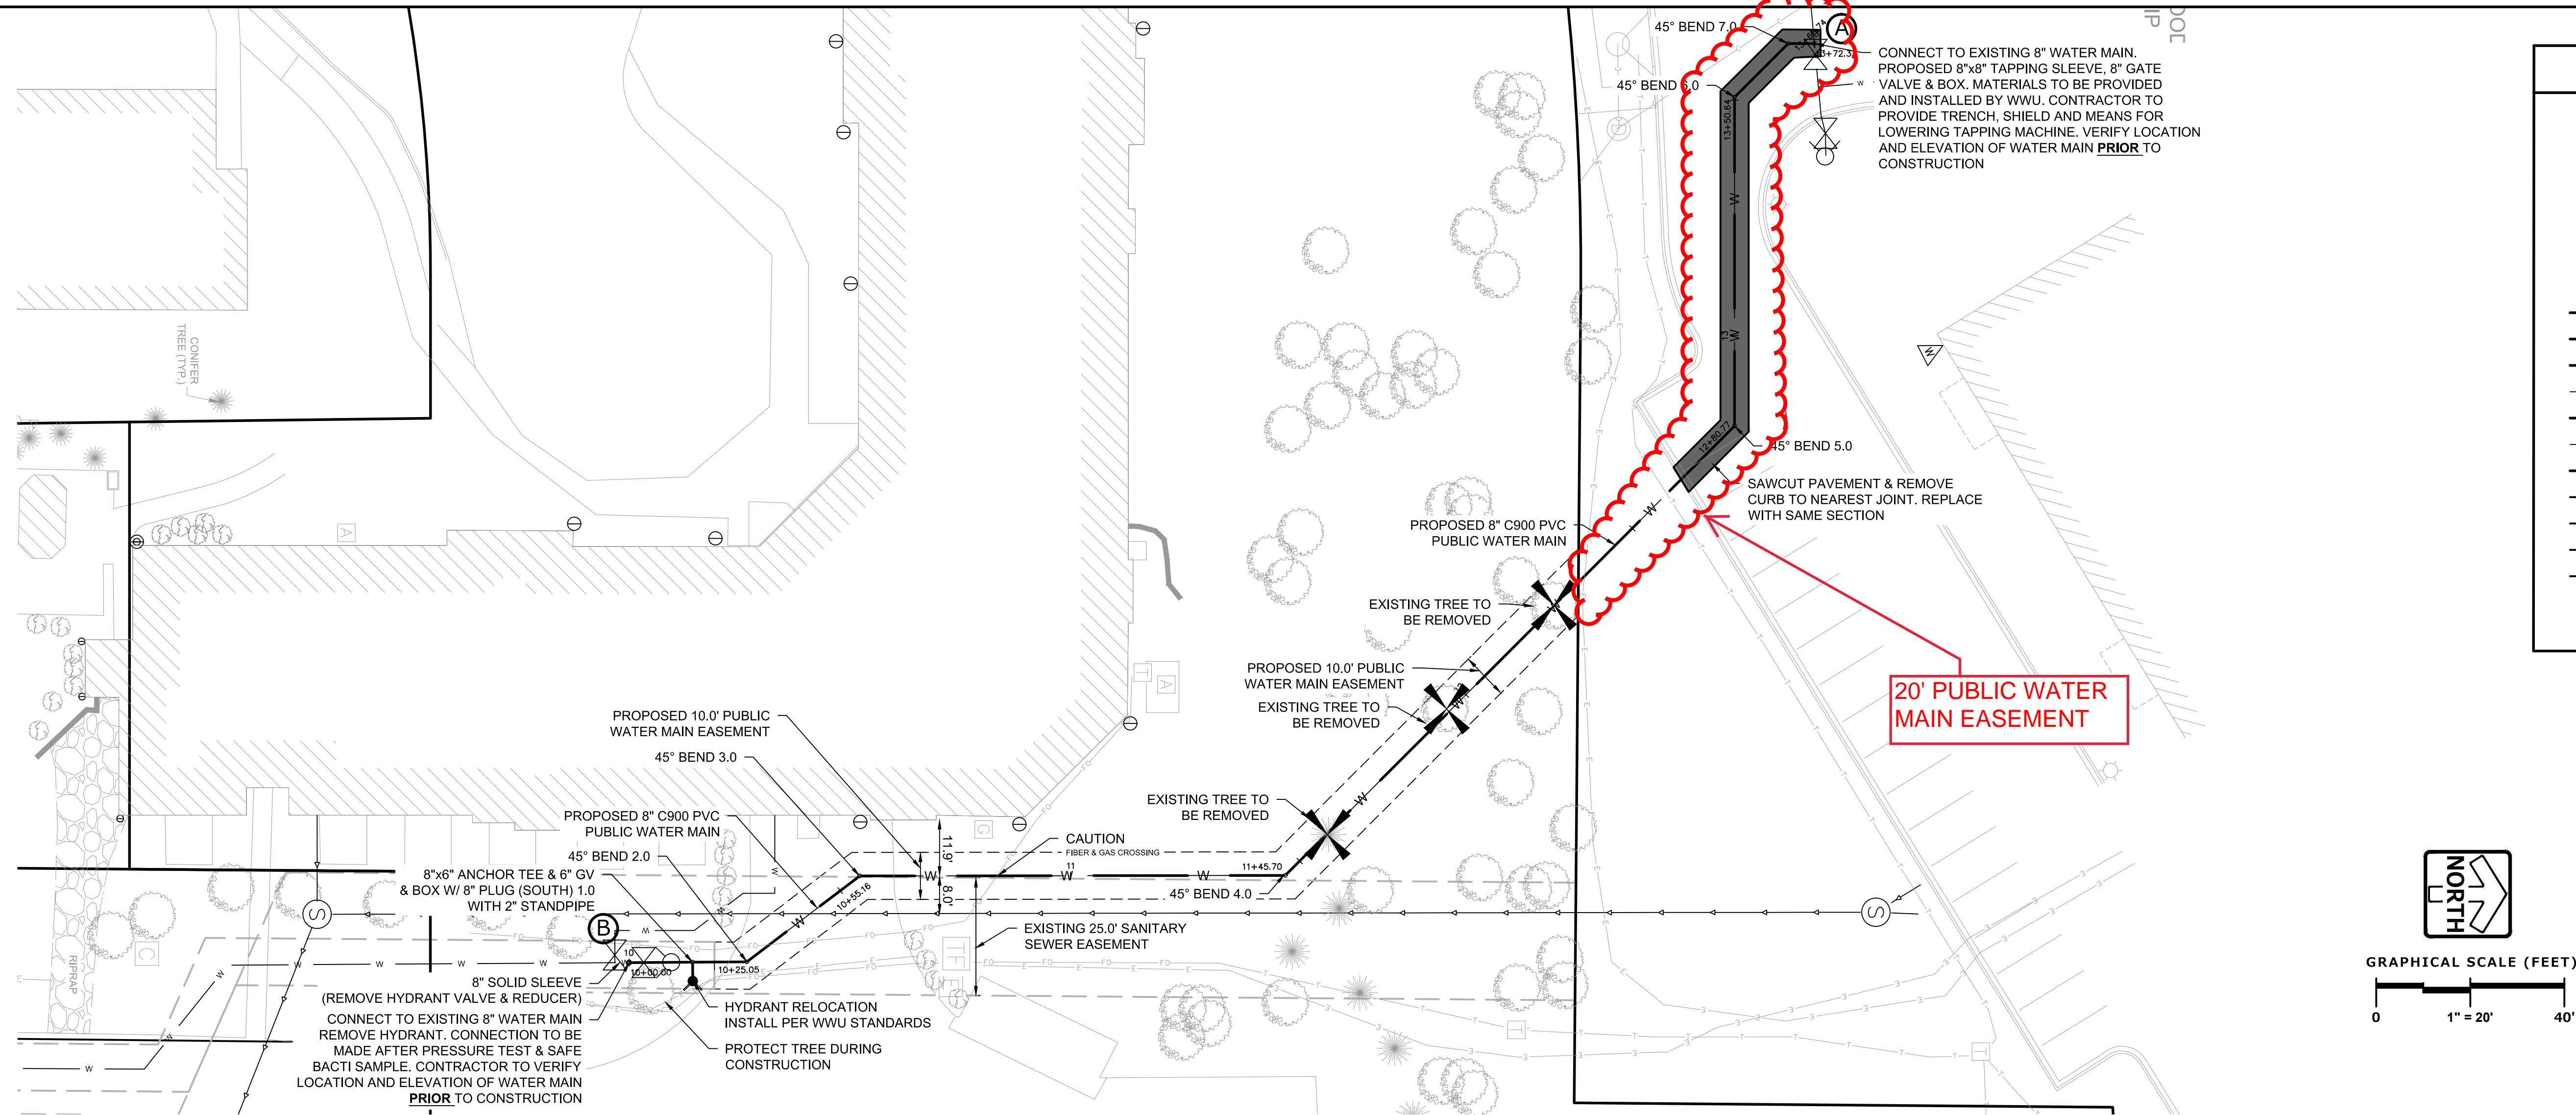 45° BEND 7.0
A
CONNECT TO EXISTING 8" WATER MAIN.
PROPOSED 8"x8" TAPPING SLEEVE, 8" GATE
VALVE & BOX. MATERIALS TO BE PROVIDED
AND INSTALLED BY WWU. CONTRACTOR TO
PROVIDE TRENCH, SHIELD AND MEANS FOR
LOWERING TAPPING MACHINE. VERIFY LOCATION
AND ELEVATION OF WATER MAIN PRIOR TO
CONSTRUCTION
45° BEND 6.0
13+50.64
W
13
W
CONIFER
TREE (TYP.)
12+80.77
45° BEND 5.0
SAWCUT PAVEMENT & REMOVE
CURB TO NEAREST JOINT. REPLACE
WITH SAME SECTION
PROPOSED 8" C900 PVC
PUBLIC WATER MAIN
EXISTING TREE TO
BE REMOVED
PROPOSED 10.0' PUBLIC
WATER MAIN EASEMENT
EXISTING TREE TO
BE REMOVED
20' PUBLIC WATER
MAIN EASEMENT
PROPOSED 10.0' PUBLIC
WATER MAIN EASEMENT
45° BEND 3.0
EXISTING TREE TO
BE REMOVED
PROPOSED 8" C900 PVC
PUBLIC WATER MAIN
CAUTION
FIBER & GAS CROSSING
11.9'
8.0'
45° BEND 2.0
11
11+45.70
45° BEND 4.0
8"x6" ANCHOR TEE & 6" GV
& BOX W/ 8" PLUG (SOUTH) 1.0
WITH 2" STANDPIPE
10+55.16
B
S
S
EXISTING 25.0' SANITARY
SEWER EASEMENT
10
10+00.00
10+25.05
8" SOLID SLEEVE
(REMOVE HYDRANT VALVE & REDUCER)
HYDRANT RELOCATION
INSTALL PER WWU STANDARDS
CONNECT TO EXISTING 8" WATER MAIN
REMOVE HYDRANT. CONNECTION TO BE
MADE AFTER PRESSURE TEST & SAFE
BACTI SAMPLE. CONTRACTOR TO VERIFY
LOCATION AND ELEVATION OF WATER MAIN
PRIOR TO CONSTRUCTION
PROTECT TREE DURING
CONSTRUCTION
RIPRAP
NORTH
GRAPHICAL SCALE (FEET)
0 1" = 20' 40'